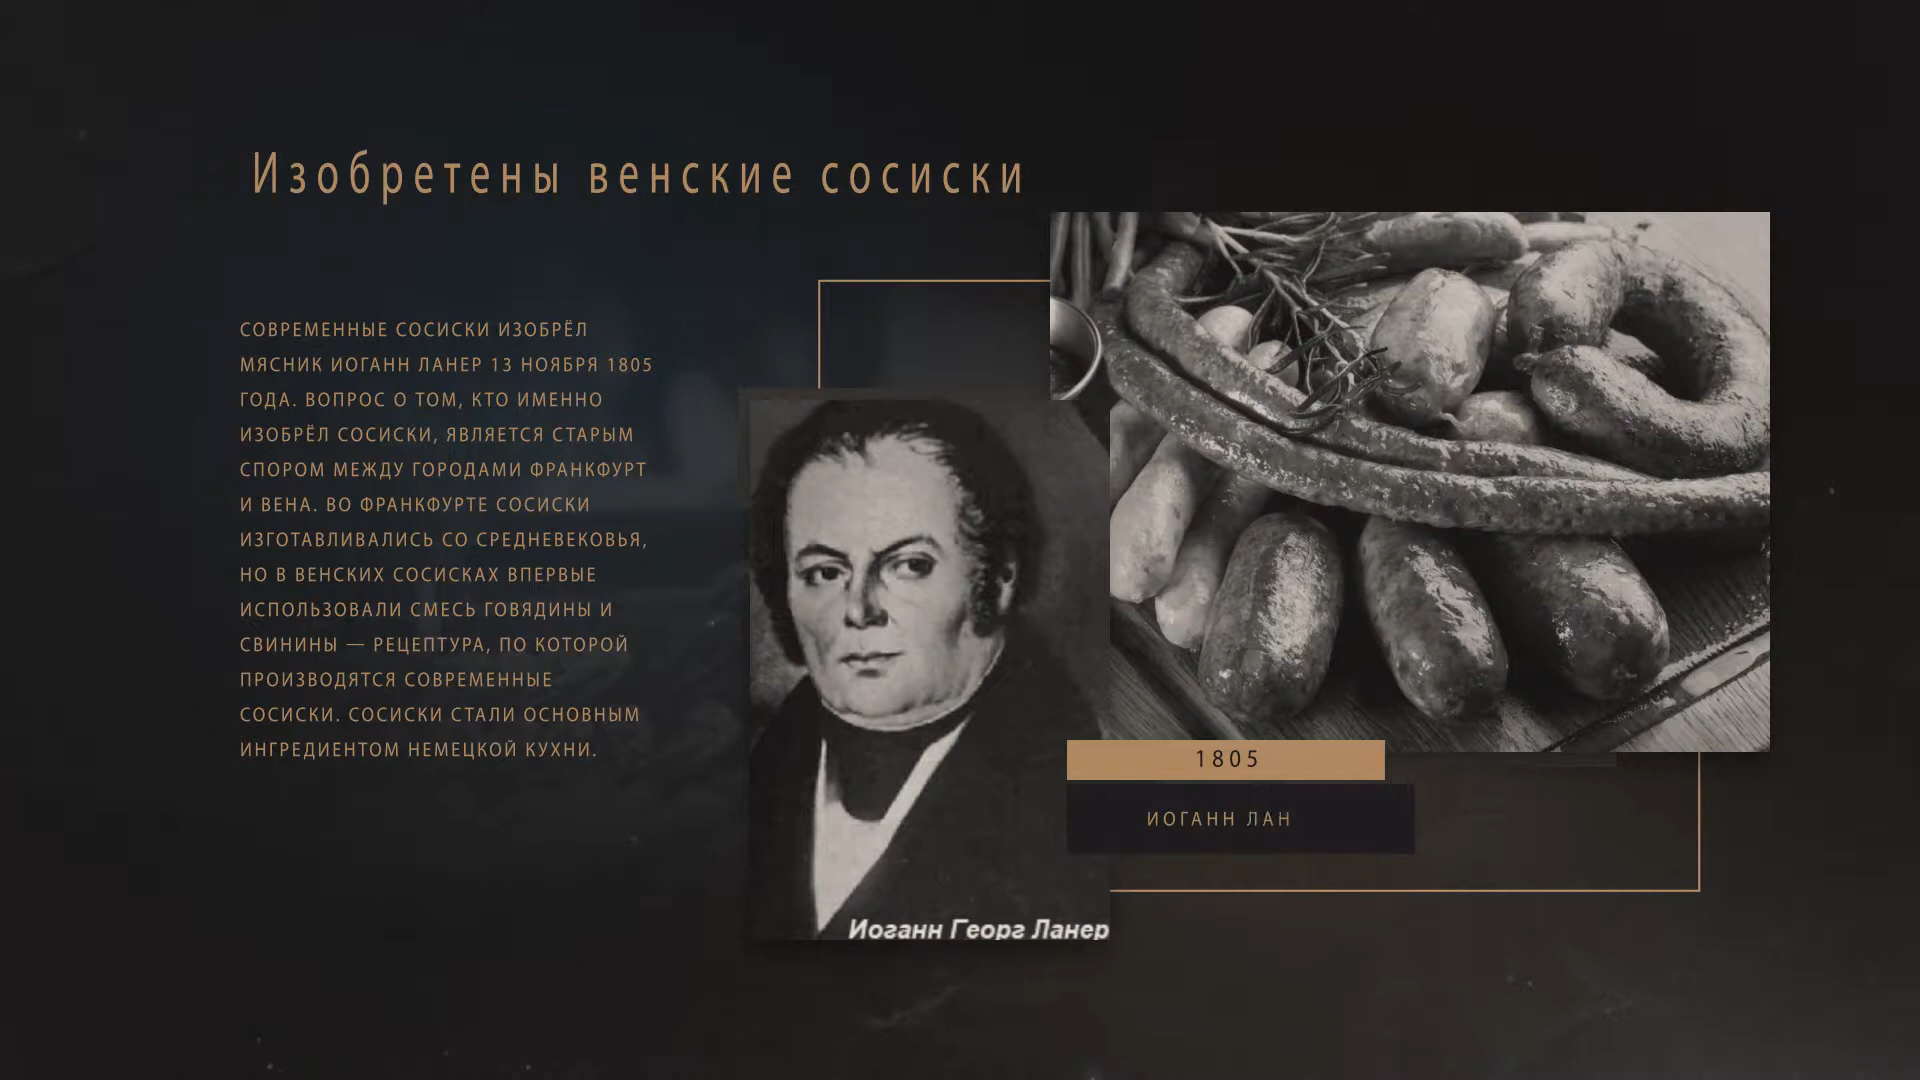 Изобретены венские сосиски
СОВРЕМЕННЫЕ СОСИСКИ ИЗОБРЁЛ
МЯСНИК ИОГАНН ЛАНЕР 13 НОЯБРЯ 1805
ГОДА. ВОПРОС О ТОМ, КТО ИМЕННО
ИЗОБРЁЛ СОСИСКИ, ЯВЛЯЕТСЯ СТАРЫМ
СПОРОМ МЕЖДУ ГОРОДАМИ ФРАНКФУРТ
И ВЕНА. ВО ФРАНКФУРТЕ СОСИСКИ
ИЗГОТАВЛИВАЛИСЬ СО СРЕДНЕВЕКОВЬЯ,
НО В ВЕНСКИХ СОСИСКАХ ВПЕРВЫЕ
ИСПОЛЬЗОВАЛИ СМЕСЬ ГОВЯДИНЫ И
СВИНИНЫ — РЕЦЕПТУРА, ПО КОТОРОЙ
ПРОИЗВОДЯТСЯ СОВРЕМЕННЫЕ
СОСИСКИ. СОСИСКИ СТАЛИ ОСНОВНЫМ
ИНГРЕДИЕНТОМ НЕМЕЦКОЙ КУХНИ.
1805
ИОГАНН ЛАН
Иоганн Георг Ланер